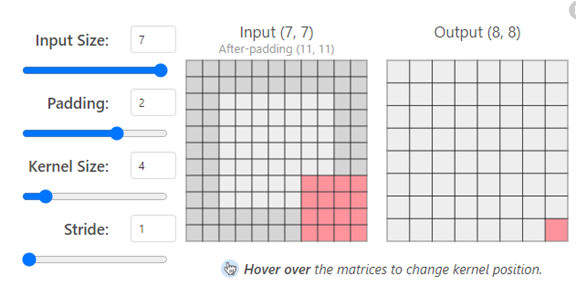 Input Size: 7
Padding: 2
Kernel Size: 4
Stride: 1
Input (7, 7)
After-padding (11, 11)
Output (8, 8)
Hover over the matrices to change kernel position.